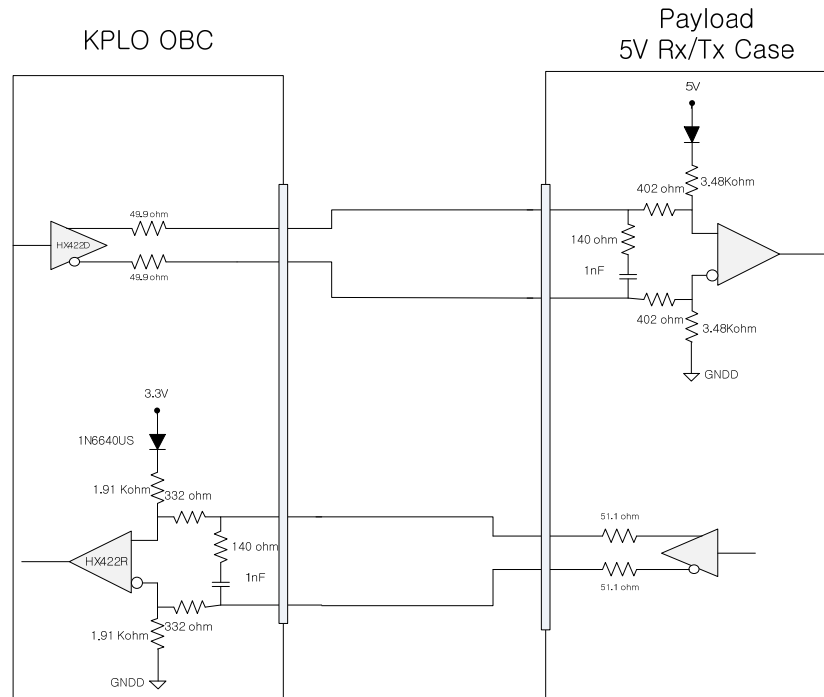 KPLO OBC
Payload
5V Rx/Tx Case
5V
3.48Kohm
402 ohm
49.9 ohm
HX422D
49.9 ohm
140 ohm
1nF
402 ohm
3.48Kohm
GNDD
3.3V
1N6640US
1.91 Kohm
332 ohm
51.1 ohm
140 ohm
HX422R
1nF
51.1 ohm
332 ohm
1.91 Kohm
GNDD